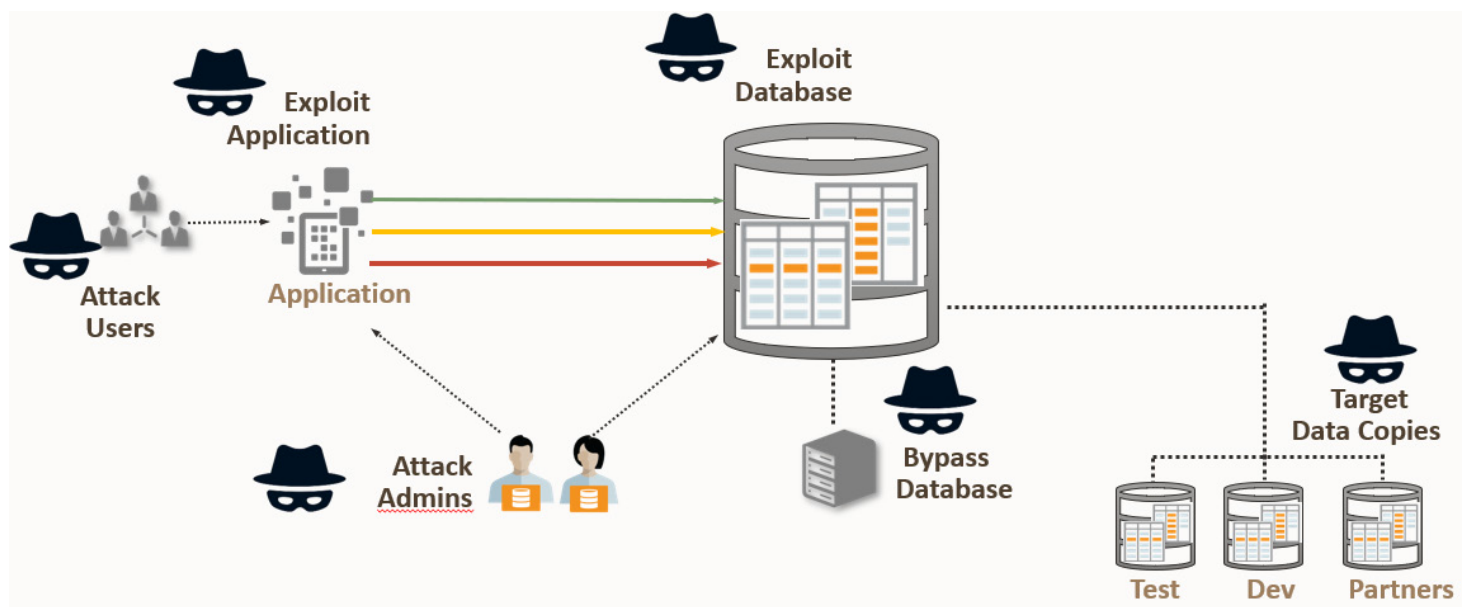 Exploit
Database
Exploit
Application
Attack
Users
Application
Attack
Admins
Bypass
Database
Target
Data Copies
Test
Dev
Partners